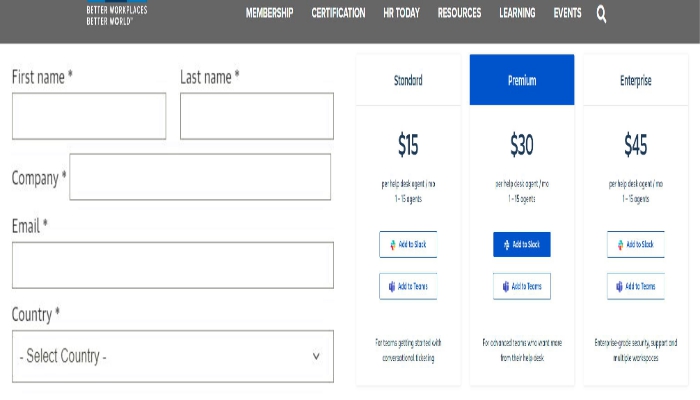 BETTER WORKPLACES
BETTER WORLD™
MEMBERSHIP CERTIFICATION HR TODAY RESOURCES LEARNING EVENTS
First name * Last name *
Company *
Email *
Country *
- Select Country -
Standard
$15
per help desk agent / mo
1 - 15 agents
Add to Slack
Add to Teams
For teams getting started with
conversational ticketing
Premium
$30
per help desk agent / mo
1 - 15 agents
Add to Slack
Add to Teams
For advanced teams who want more
from their help desk
Enterprise
$45
per help desk agent / mo
1 - 15 agents
Add to Slack
Add to Teams
Enterprise-grade security, support and
multiple workspaces